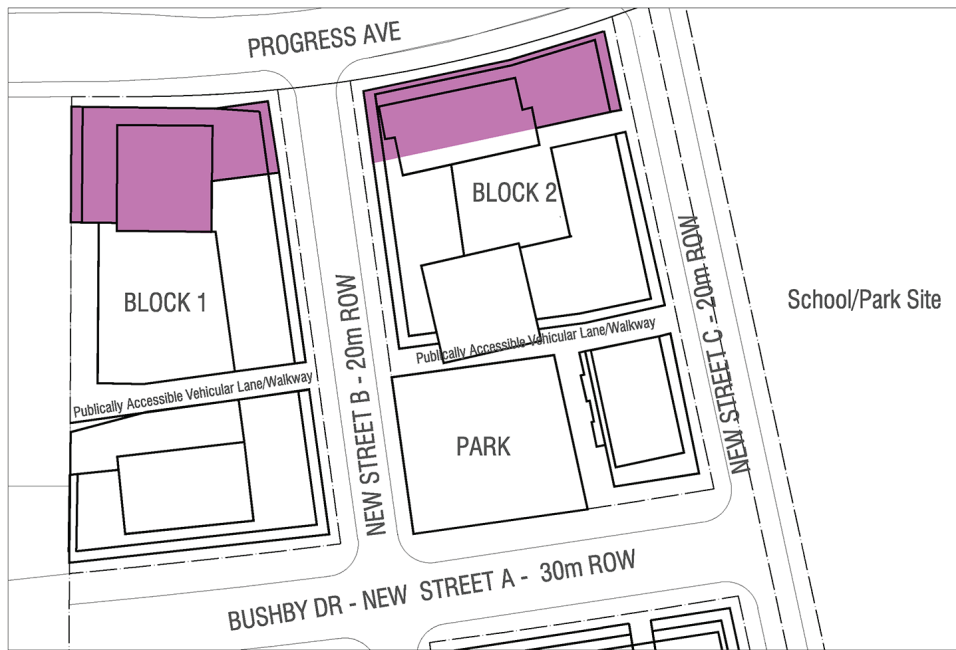 PROGRESS AVE
BLOCK 2
BLOCK 1
School/Park Site
NEW STREET B - 20m ROW
NEW STREET C - 20m ROW
Publically Accessible Vehicular Lane/Walkway
Publically Accessible Vehicular Lane/Walkway
PARK
BUSHBY DR - NEW STREET A - 30m ROW